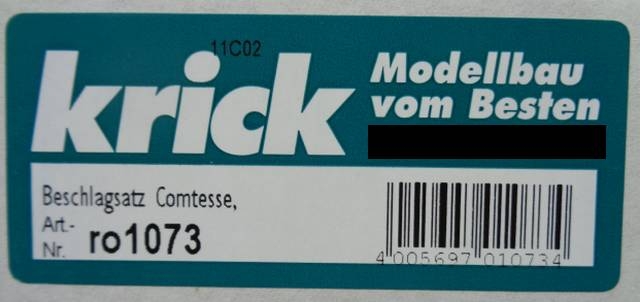 11C02
krick
Modellbau
vom Besten
Beschlagsatz Comtesse,
Art.-
Nr. ro1073
4 005697 010734